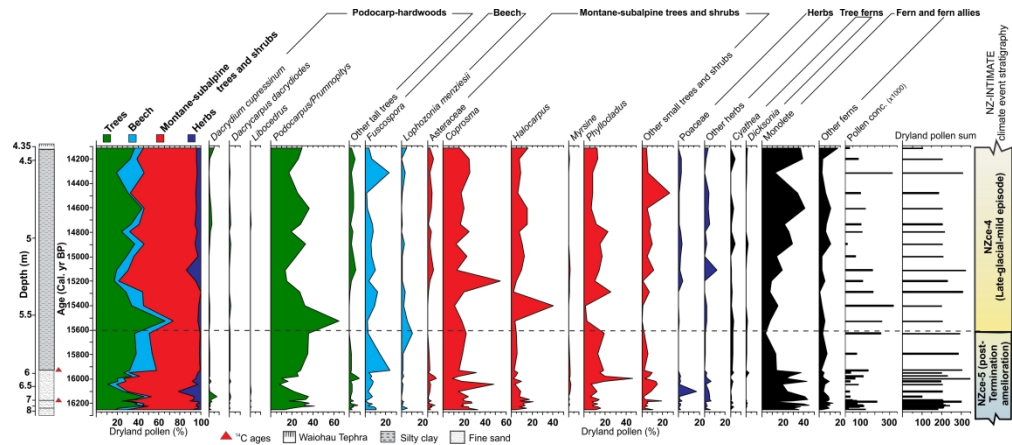 Podocarp-hardwoods
Beech
Montane-subalpine trees and shrubs
Herbs
Tree ferns
Fern and fern allies
Trees
Beech
Montane-subalpine
trees and shrubs
Herbs
Dacrydium cupressinum
Dacrycarpus dacrydiodes
Libocedrus
Podocarpus/Prumnopitys
Other tall trees
Fuscospora
Lophozonia menziesii
Asteraceae
Coprosma
Halocarpus
Myrsine
Phyllocladus
Other small trees and shrubs
Poaceae
Other herbs
Cyathea
Dicksonia
Monolete
Other ferns
Pollen conc. (x1000)
Dryland pollen sum
NZ-INTIMATE
climate event stratigraphy
Depth (m)
4.35
4.5
5
5.5
6
6.5
7
8
Age (Cal. yr BP)
14200
14400
14600
14800
15000
15200
15400
15600
15800
16000
16200
NZce-4
(Late-glacial-mild episode)
NZce-5 (post-
Termination
amelioration)
20 40 60 80 100
20 40 60
20
20 40 60
20 40
20 40
20
20
20 40
20
100 200 300
100 200 300
Dryland pollen (%)
Dryland pollen (%)
¹⁴C ages
Waiohau Tephra
Silty clay
Fine sand